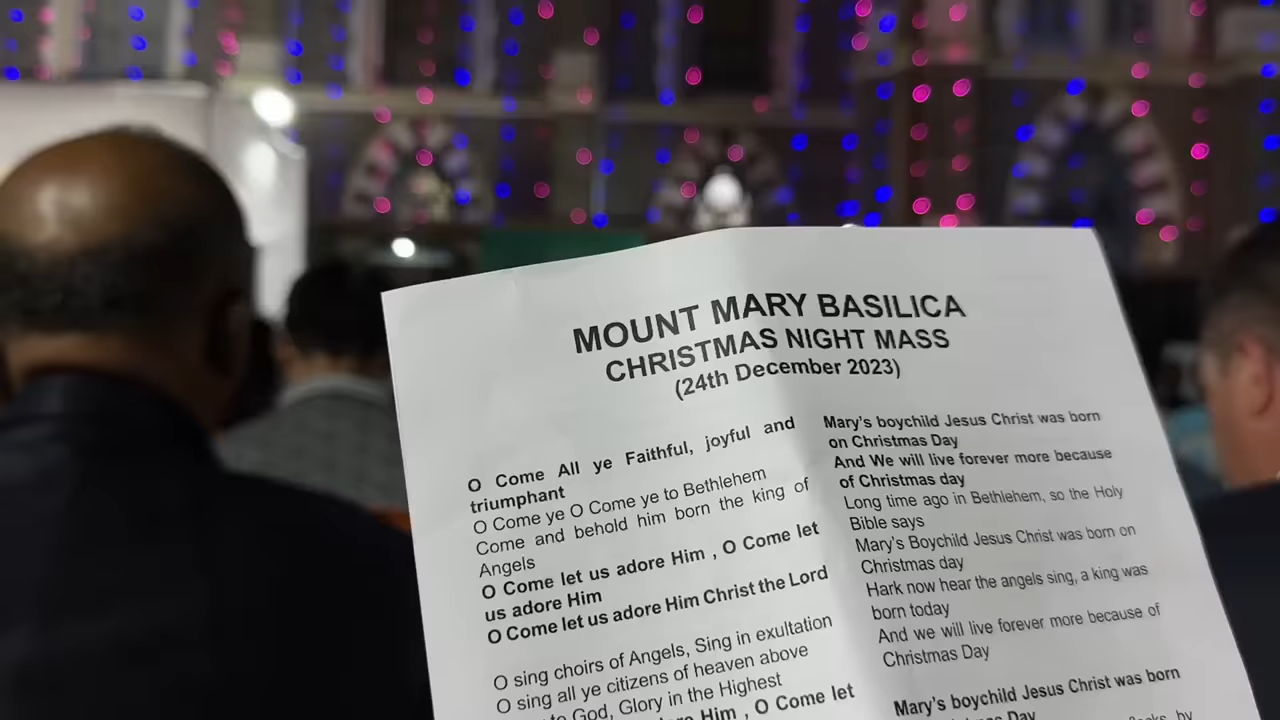 MOUNT MARY BASILICA
CHRISTMAS NIGHT MASS
(24th December 2023)
O Come All ye Faithful, joyful and
triumphant
O Come ye O Come ye to Bethlehem
Come and behold him born the king of
Angels
O Come let us adore Him , O Come let
us adore Him
O Come let us adore Him Christ the Lord
O sing choirs of Angels, Sing in exultation
O sing all ye citizens of heaven above
to God, Glory in the Highest
Him , O Come let
Mary's boychild Jesus Christ was born
on Christmas Day
And We will live forever more because
of Christmas day
Long time ago in Bethlehem, so the Holy
Bible says
Mary's Boychild Jesus Christ was born on
Christmas day
Hark now hear the angels sing, a king was
born today
And we will live forever more because of
Christmas Day
Mary's boychild Jesus Christ was born
Day
by